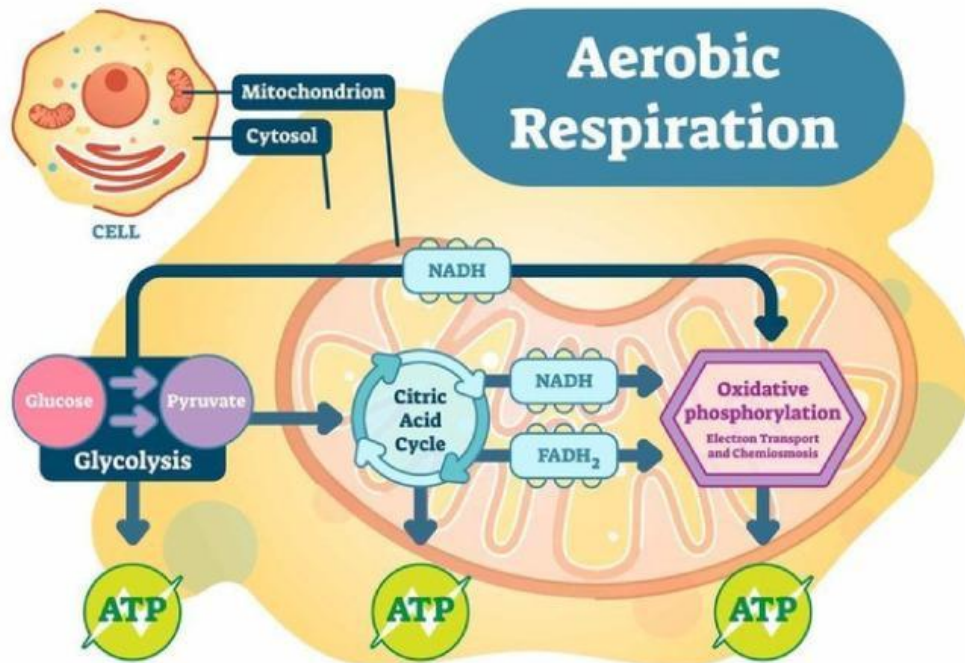 Aerobic
Respiration
Mitochondrion
Cytosol
CELL
NADH
Glucose
Pyruvate
Glycolysis
Citric
Acid
Cycle
NADH
FADH₂
Oxidative
phosphorylation
Electron Transport
and Chemiosmosis
ATP
ATP
ATP